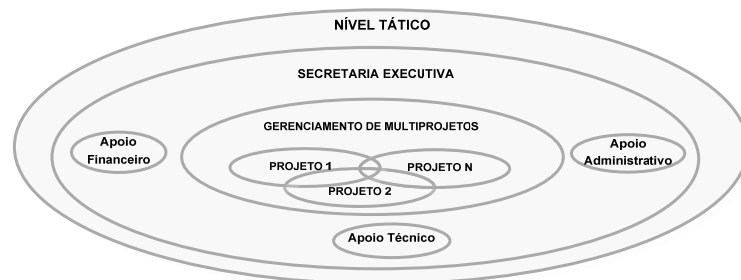 NÍVEL TÁTICO
SECRETARIA EXECUTIVA
GERENCIAMENTO DE MULTIPROJETOS
Apoio
Financeiro
Apoio
Administrativo
PROJETO 1
PROJETO N
PROJETO 2
Apoio Técnico